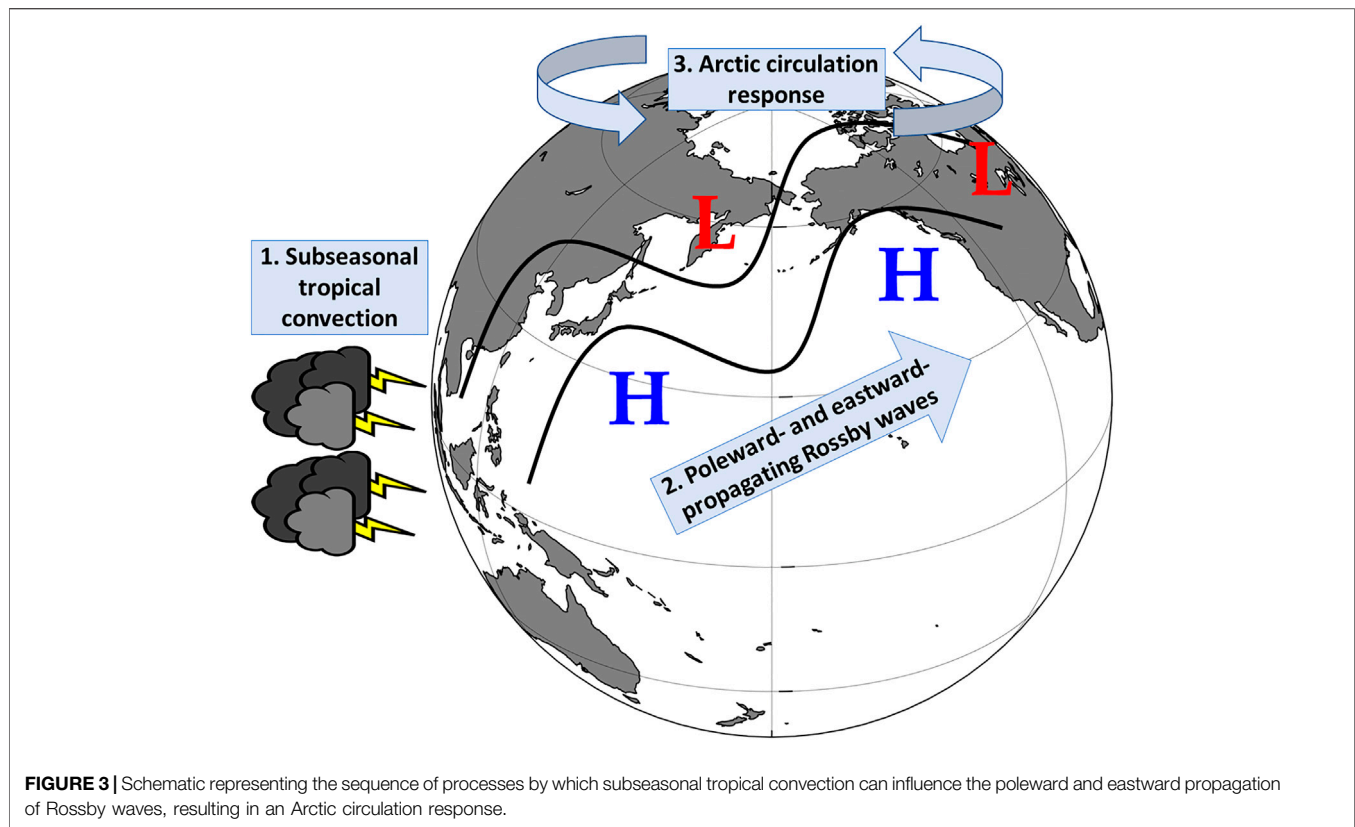 3. Arctic circulation
response
L
L
1. Subseasonal
tropical
convection
H
H
2. Poleward- and eastward-
propagating Rossby waves
FIGURE 3 | Schematic representing the sequence of processes by which subseasonal tropical convection can influence the poleward and eastward propagation
of Rossby waves, resulting in an Arctic circulation response.